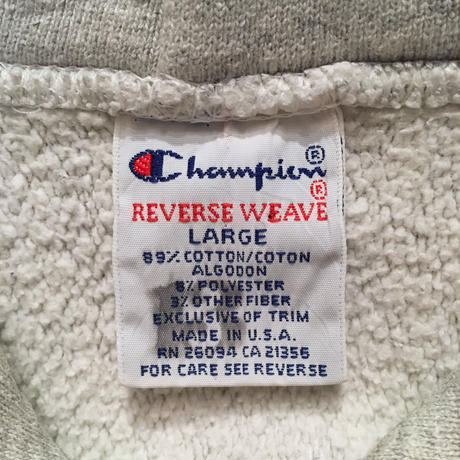 Champion®
REVERSE WEAVE®
LARGE
89% COTTON/COTON
ALGODON
8% POLYESTER
3% OTHER FIBER
EXCLUSIVE OF TRIM
MADE IN U.S.A.
RN 26094 CA 21356
FOR CARE SEE REVERSE